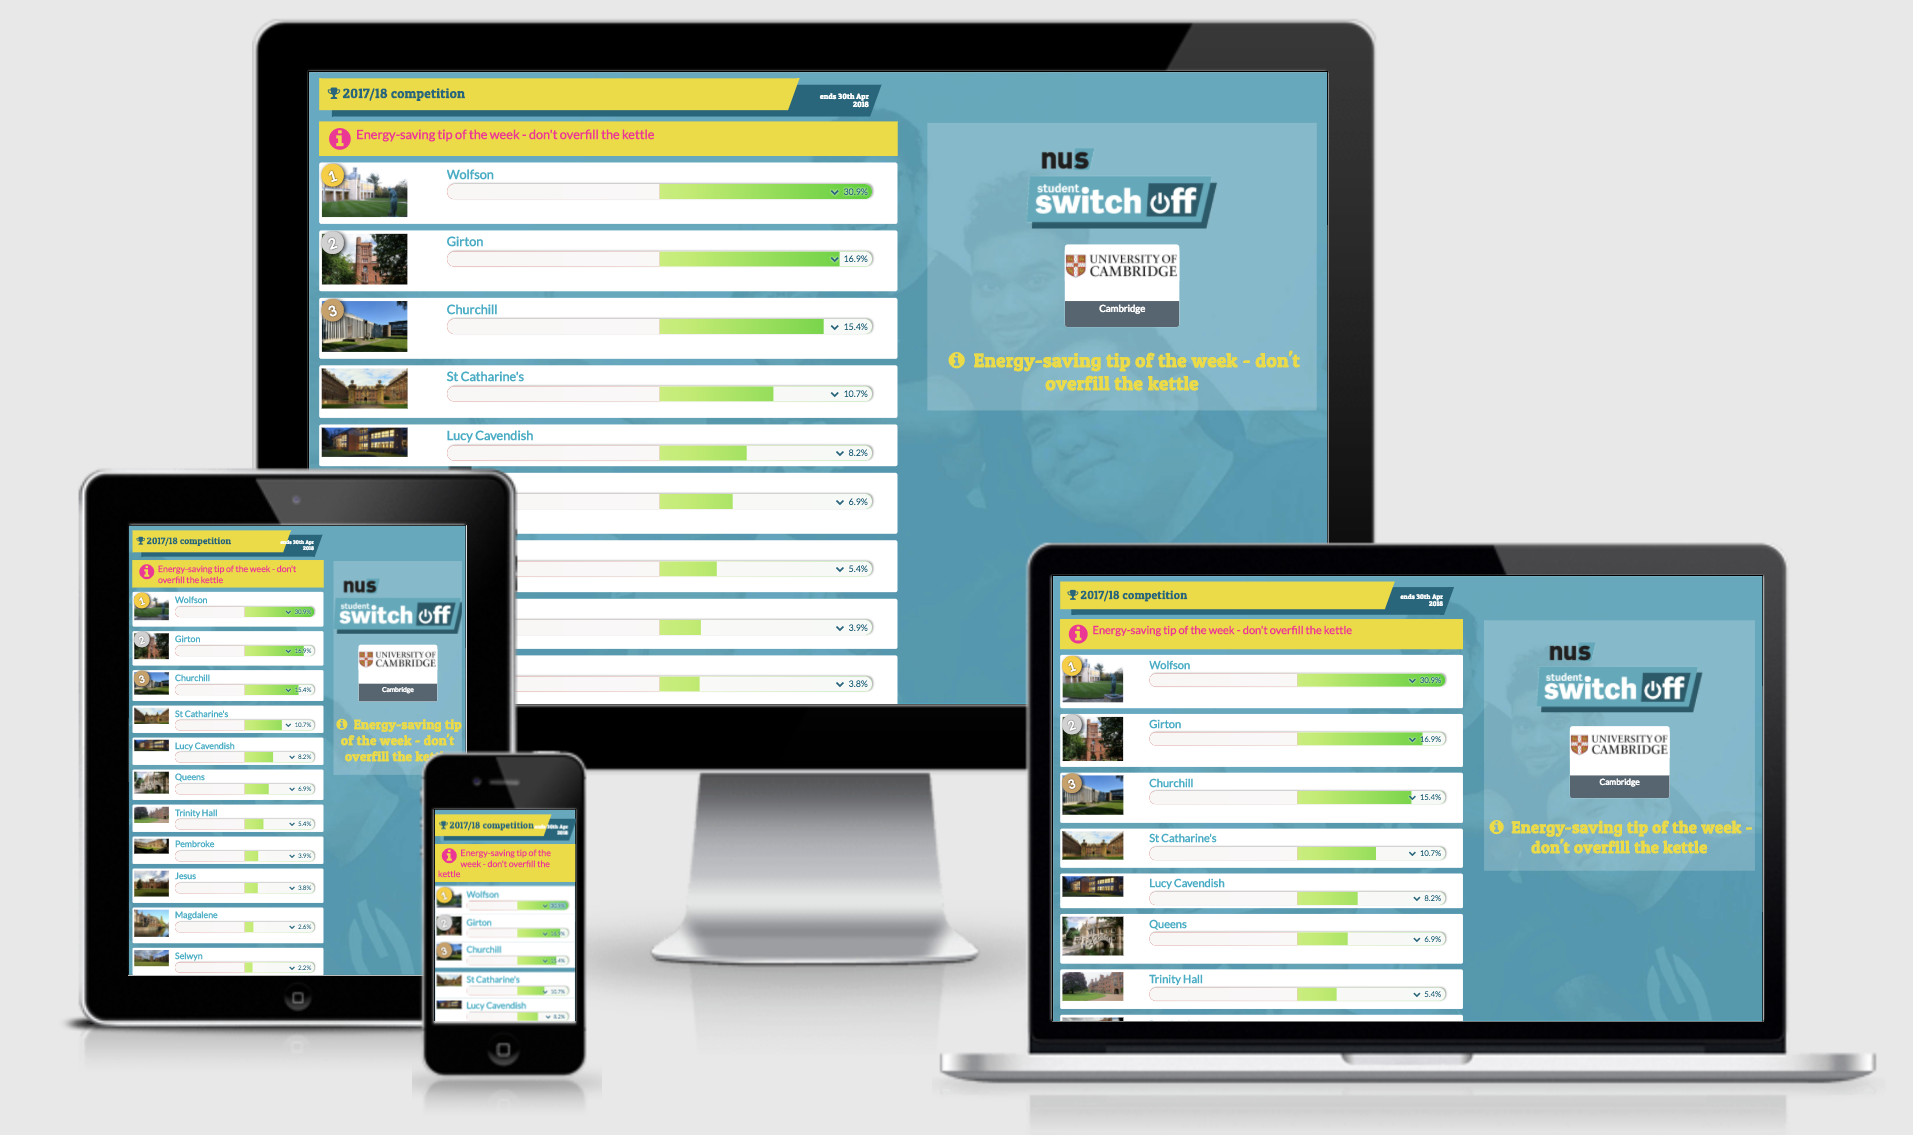 2017/18 competition
ends 30th Apr
2018
Energy-saving tip of the week - don't overfill the kettle
1
Wolfson
30.9%
2
Girton
16.9%
3
Churchill
15.4%
St Catharine's
10.7%
Lucy Cavendish
8.2%
6.9%
5.4%
3.9%
3.8%
nus
student
switch off
UNIVERSITY OF
CAMBRIDGE
Cambridge
Energy-saving tip of the week - don't
overfill the kettle
2017/18 competition
ends 30th Apr
2018
Energy-saving tip of the week - don't
overfill the kettle
1
Wolfson
30.9%
2
Girton
16.9%
3
Churchill
15.4%
St Catharine's
10.7%
Lucy Cavendish
8.2%
Queens
6.9%
Trinity Hall
5.4%
Pembroke
3.9%
Jesus
3.8%
Magdalene
2.6%
Selwyn
2.2%
nus
student
switch off
UNIVERSITY OF
CAMBRIDGE
Cambridge
Energy-saving tip
of the week - don't
overfill the
2017/18 competition
ends 30th Apr
2018
Energy-saving tip of the
week - don't overfill the
kettle
1
Wolfson
2
Girton
3
Churchill
St Catharine's
10.7%
Lucy Cavendish
8.2%
2017/18 competition
ends 30th Apr
2018
Energy-saving tip of the week - don't overfill the kettle
1
Wolfson
30.9%
2
Girton
16.9%
3
Churchill
15.4%
St Catharine's
10.7%
Lucy Cavendish
8.2%
Queens
6.9%
Trinity Hall
5.4%
nus
student
switch off
UNIVERSITY OF
CAMBRIDGE
Cambridge
Energy-saving tip of the week -
don't overfill the kettle